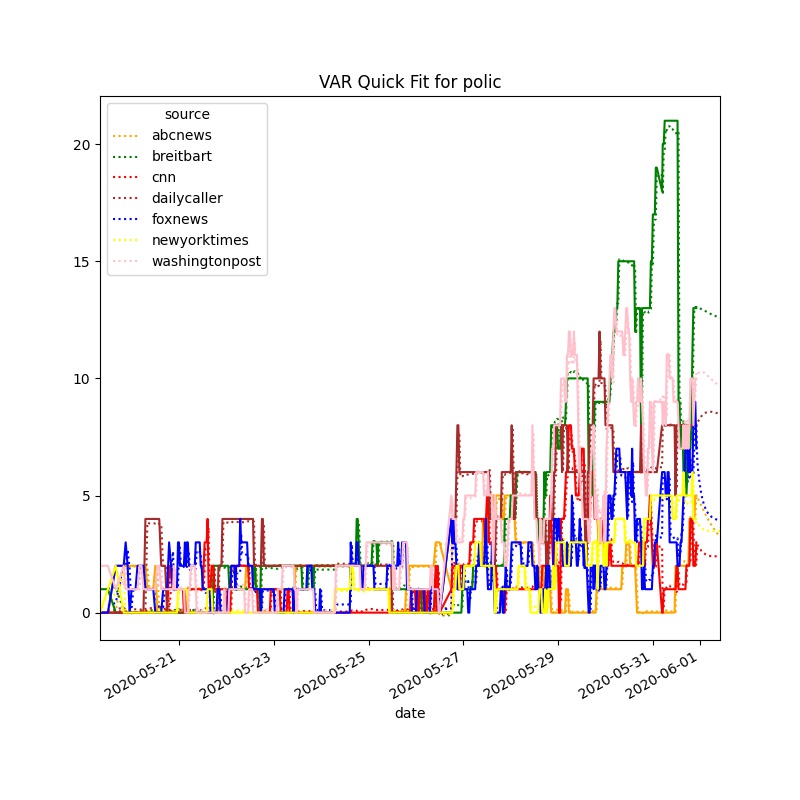 VAR Quick Fit for polic
source
abcnews
breitbart
cnn
dailycaller
foxnews
newyorktimes
washingtonpost
20
15
10
5
0
2020-05-21
2020-05-23
2020-05-25
2020-05-27
2020-05-29
2020-05-31
2020-06-01
date